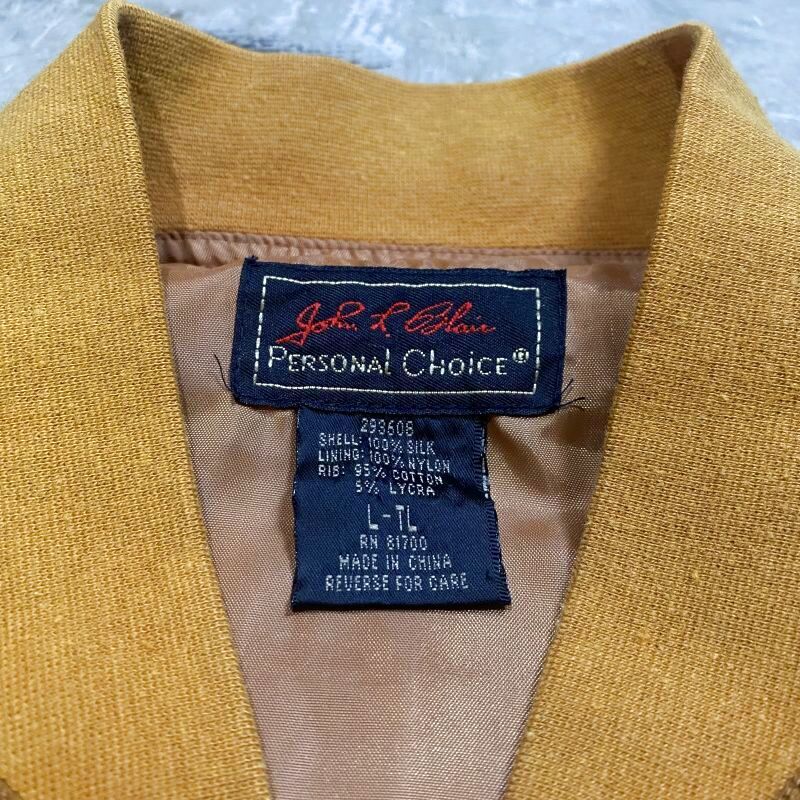 John L. Blair
PERSONAL CHOICE®
293606
SHELL: 100% SILK
LINING: 100% NYLON
RIB: 95% COTTON
5% LYCRA
L-TL
RN 81700
MADE IN CHINA
REVERSE FOR CARE